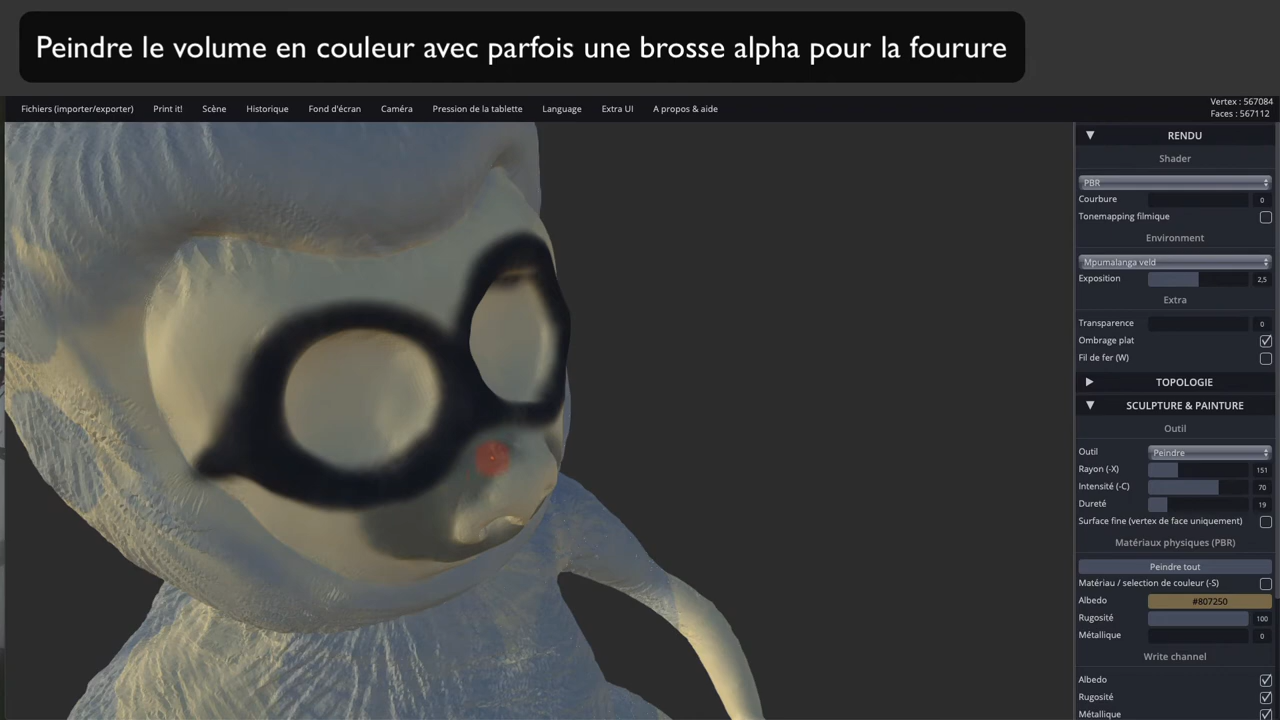 Peindre le volume en couleur avec parfois une brosse alpha pour la fourure
Fichiers (importer/exporter) Print it! Scène Historique Fond d'écran Caméra Pression de la tablette Language Extra UI A propos & aide
Vertex : 567084
Faces : 567112
RENDU
Shader
PBR
Courbure 0
Tonemapping filmique
Environment
Mpumalanga veld
Exposition 2,5
Extra
Transparence 0
Ombrage plat
Fil de fer (W)
TOPOLOGIE
SCULPTURE & PAINTURE
Outil
Outil Peindre
Rayon (-X) 151
Intensité (-C) 70
Dureté 19
Surface fine (vertex de face uniquement)
Matériaux physiques (PBR)
Peindre tout
Matériau / selection de couleur (-S)
Albedo #807250
Rugosité 100
Métallique 0
Write channel
Albedo
Rugosité
Métallique